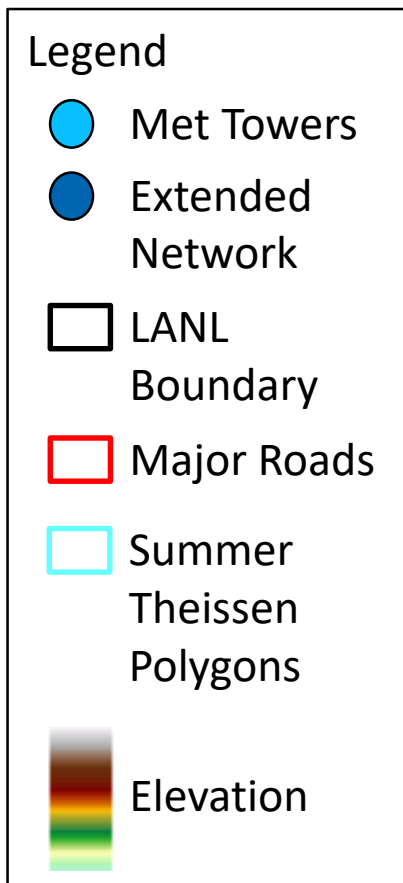 Legend
Met Towers
Extended
Network
LANL
Boundary
Major Roads
Summer
Theissen
Polygons
Elevation